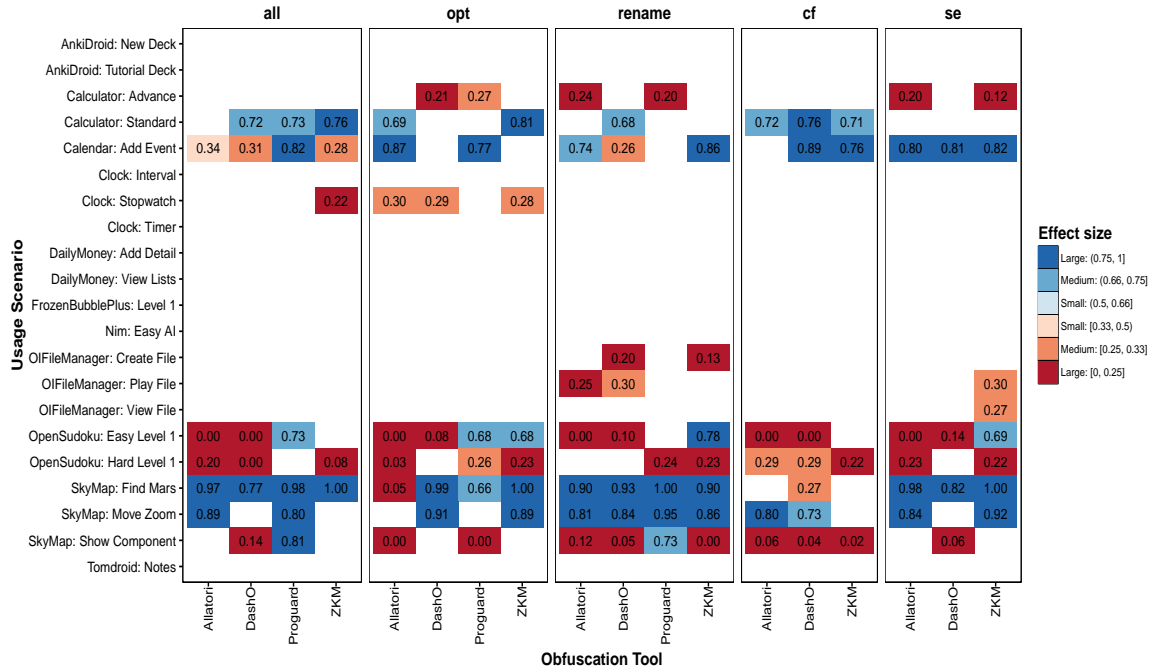 all opt rename cf se
AnkiDroid: New Deck
AnkiDroid: Tutorial Deck
Calculator: Advance 0.21 0.27 0.24 0.20 0.20 0.12
Calculator: Standard 0.72 0.73 0.76 0.69 0.81 0.68 0.72 0.76 0.71
Calendar: Add Event 0.34 0.31 0.82 0.28 0.87 0.77 0.74 0.26 0.86 0.89 0.76 0.80 0.81 0.82
Clock: Interval
Clock: Stopwatch 0.22 0.30 0.29 0.28
Clock: Timer
DailyMoney: Add Detail
DailyMoney: View Lists
FrozenBubblePlus: Level 1
Nim: Easy AI
OIFileManager: Create File 0.20 0.13
OIFileManager: Play File 0.25 0.30 0.30
OIFileManager: View File 0.27
OpenSudoku: Easy Level 1 0.00 0.00 0.73 0.00 0.08 0.68 0.68 0.00 0.10 0.78 0.00 0.00 0.00 0.14 0.69
OpenSudoku: Hard Level 1 0.20 0.00 0.08 0.03 0.26 0.23 0.24 0.23 0.29 0.29 0.22 0.23 0.22
SkyMap: Find Mars 0.97 0.77 0.98 1.00 0.05 0.99 0.66 1.00 0.90 0.93 1.00 0.90 0.27 0.98 0.82 1.00
SkyMap: Move Zoom 0.89 0.80 0.91 0.89 0.81 0.84 0.95 0.86 0.80 0.73 0.84 0.92
SkyMap: Show Component 0.14 0.81 0.00 0.00 0.12 0.05 0.73 0.00 0.06 0.04 0.02 0.06
Tomdroid: Notes
Allatori DashO Proguard ZKM Allatori DashO Proguard ZKM Allatori DashO Proguard ZKM Allatori DashO ZKM Allatori DashO ZKM
Obfuscation Tool
Usage Scenario
Effect size
Large: (0.75, 1]
Medium: (0.66, 0.75]
Small: (0.5, 0.66]
Small: [0.33, 0.5)
Medium: [0.25, 0.33)
Large: [0, 0.25]